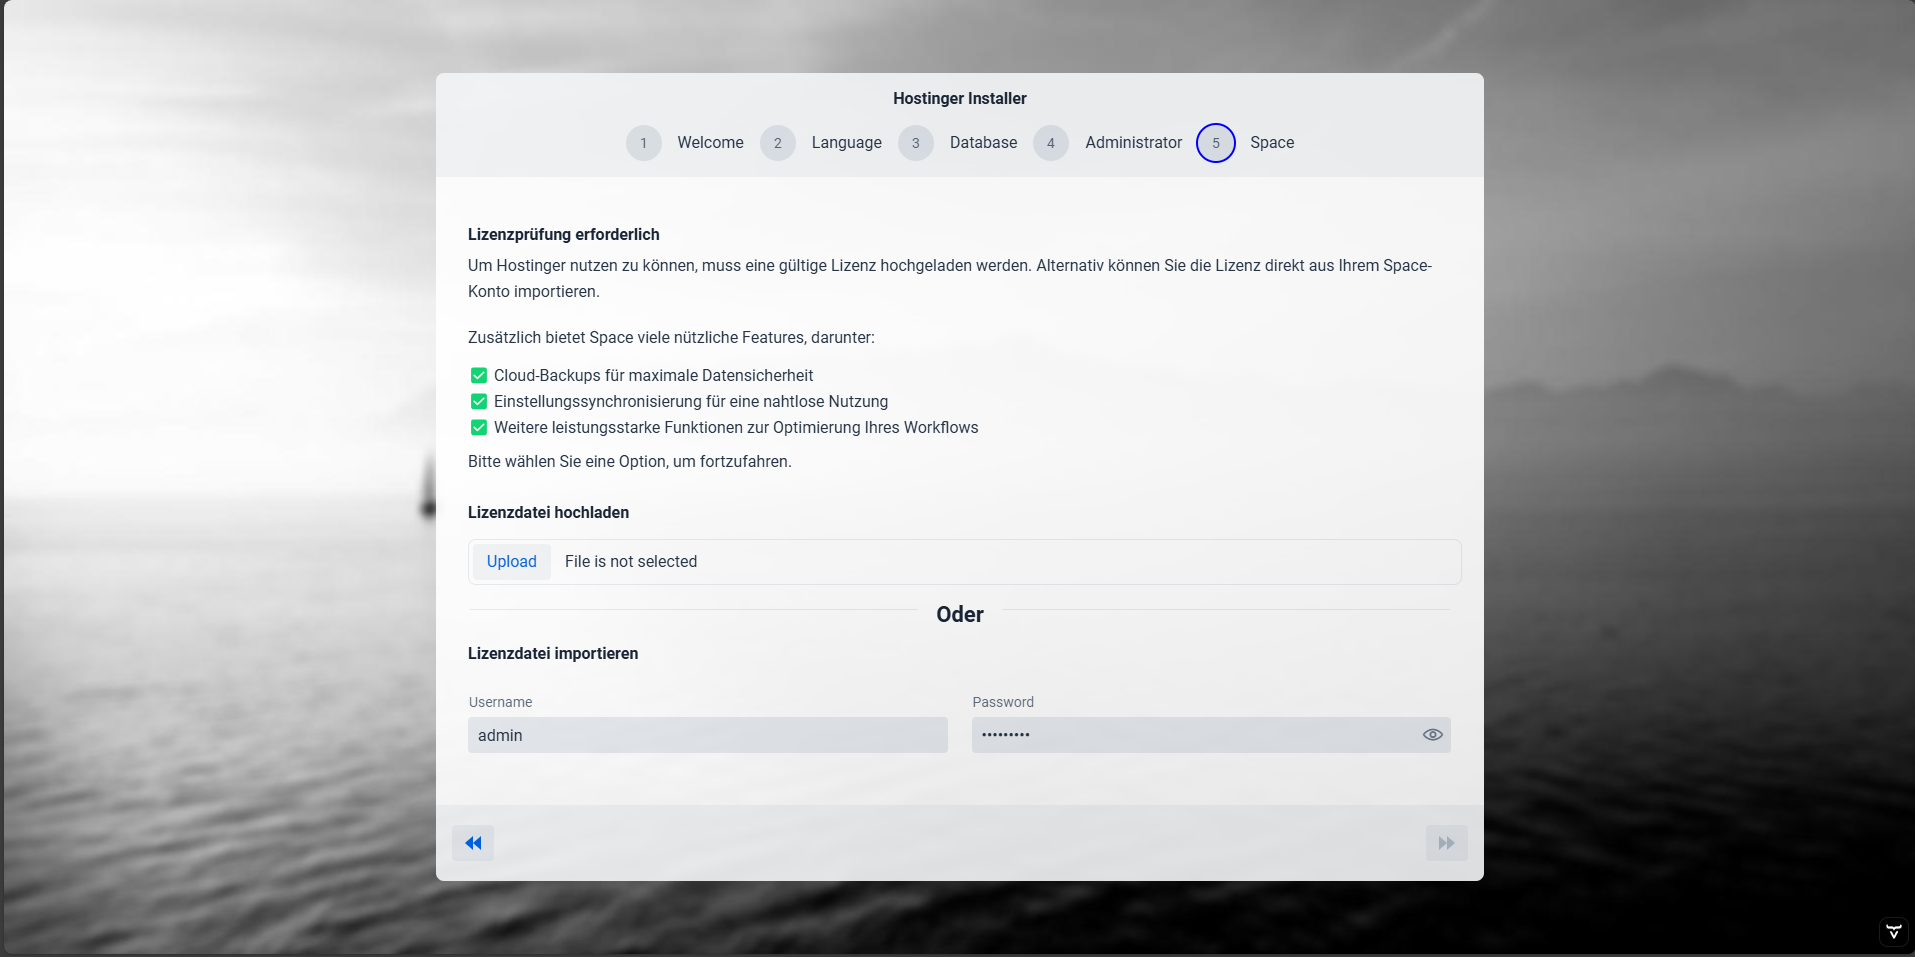 Hostinger Installer
1 Welcome 2 Language 3 Database 4 Administrator 5 Space
Lizenzprüfung erforderlich
Um Hostinger nutzen zu können, muss eine gültige Lizenz hochgeladen werden. Alternativ können Sie die Lizenz direkt aus Ihrem Space-
Konto importieren.
Zusätzlich bietet Space viele nützliche Features, darunter:
Cloud-Backups für maximale Datensicherheit
Einstellungssynchronisierung für eine nahtlose Nutzung
Weitere leistungsstarke Funktionen zur Optimierung Ihres Workflows
Bitte wählen Sie eine Option, um fortzufahren.
Lizenzdatei hochladen
Upload File is not selected
Oder
Lizenzdatei importieren
Username Password
admin •••••••••